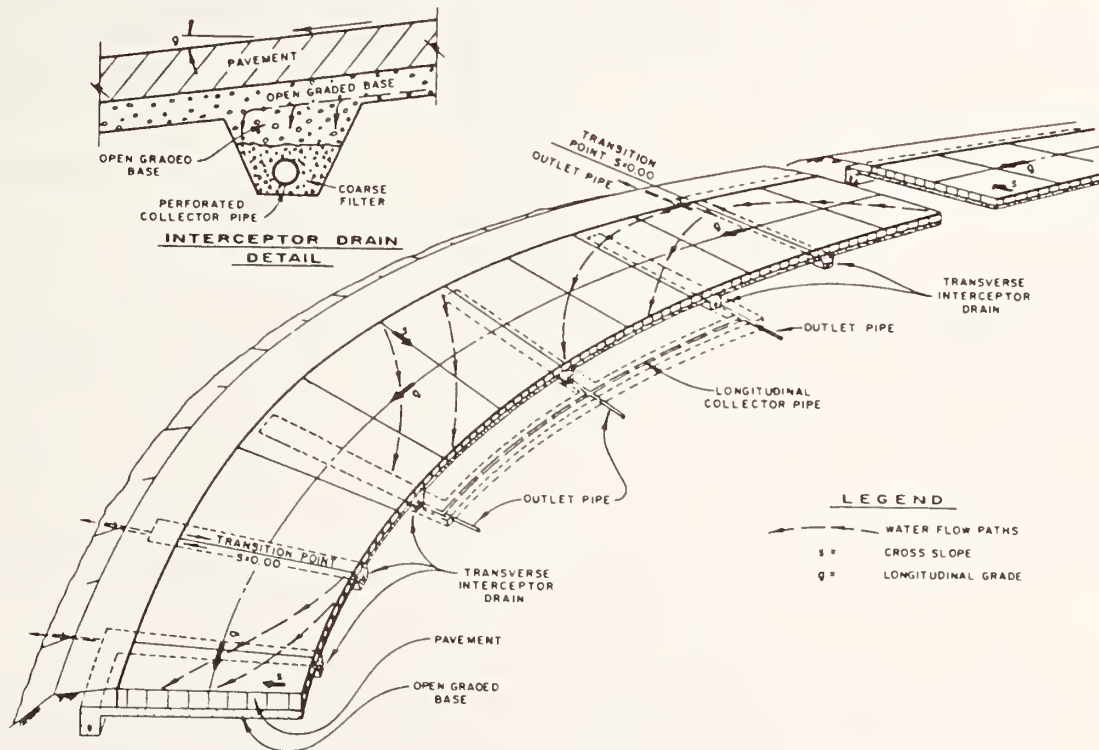 g
PAVEMENT
OPEN GRADED BASE
OPEN GRADED
BASE
PERFORATED
COLLECTOR PIPE
COARSE
FILTER
INTERCEPTOR DRAIN
DETAIL
TRANSITION
POINT S=0.00
OUTLET PIPE
g
s
g
TRANSVERSE
INTERCEPTOR
DRAIN
OUTLET PIPE
LONGITUDINAL
COLLECTOR PIPE
s
g
OUTLET PIPE
TRANSITION POINT
S=0.00
TRANSVERSE
INTERCEPTOR
DRAIN
g
PAVEMENT
s
OPEN GRADED
BASE
LEGEND
WATER FLOW PATHS
s = CROSS SLOPE
g = LONGITUDINAL GRADE